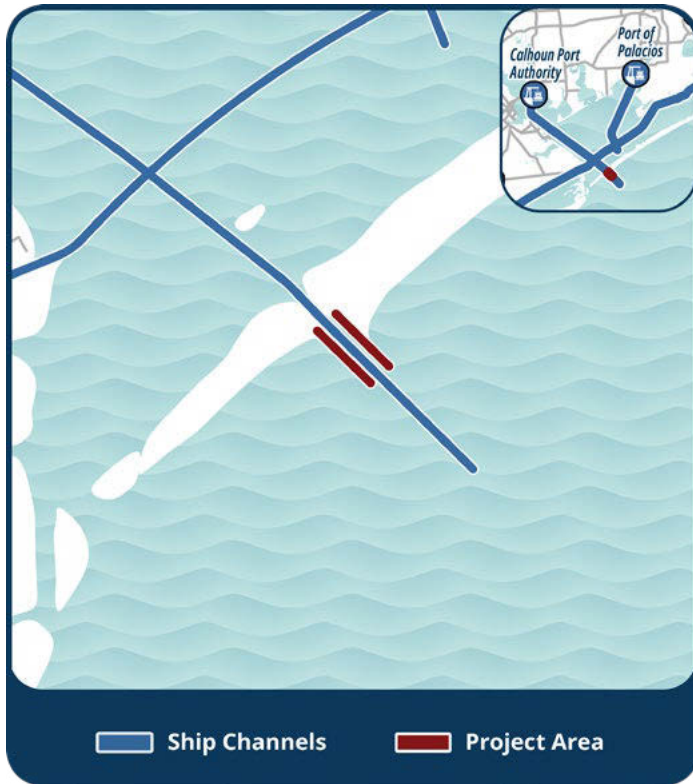 Calhoun Port
Authority
Port of
Palacios
Ship Channels
Project Area